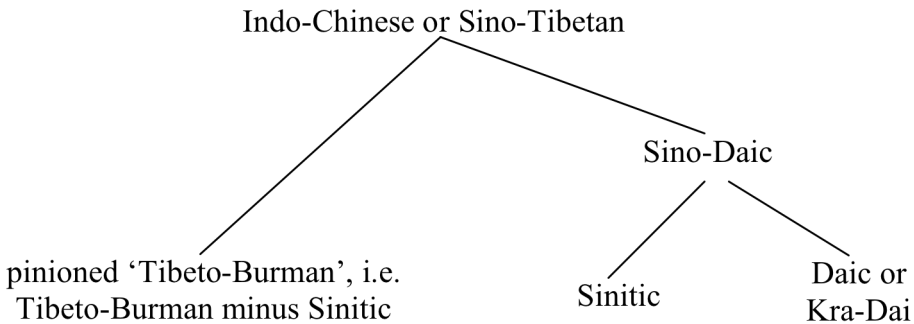 Indo-Chinese or Sino-Tibetan
Sino-Daic
pinioned ‘Tibeto-Burman’, i.e.
Tibeto-Burman minus Sinitic
Sinitic
Daic or
Kra-Dai